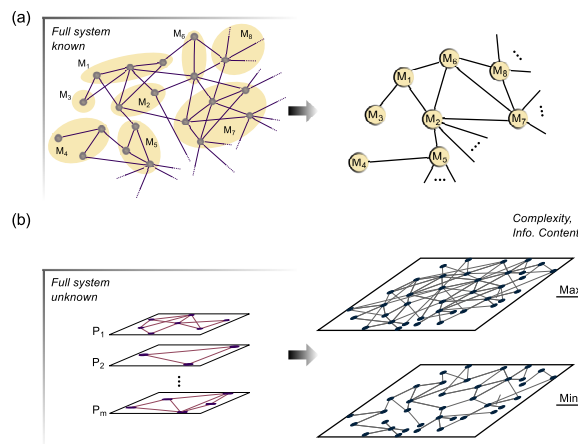 (a)
Full system
known
M1
M3
M2
M4
M5
M6
M8
M7
M1
M6
M8
M3
M2
M7
M4
M5
(b)
Complexity,
Info. Content
Full system
unknown
P1
P2
Pm
Max
Min